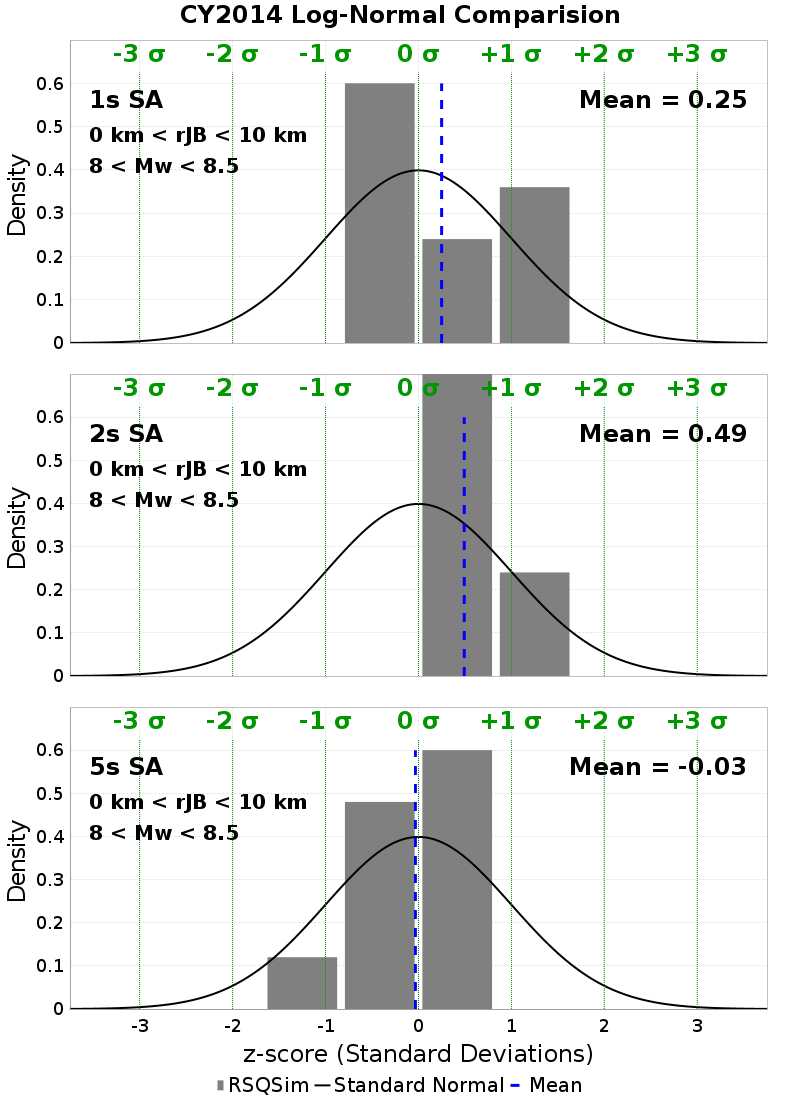 CY2014 Log-Normal Comparision
-3 σ -2 σ -1 σ 0 σ +1 σ +2 σ +3 σ
1s SA
Mean = 0.25
0 km < rJB < 10 km
8 < Mw < 8.5
0.6
0.5
0.4
0.3
0.2
0.1
0
Density
-3 σ -2 σ -1 σ 0 σ +1 σ +2 σ +3 σ
2s SA
Mean = 0.49
0 km < rJB < 10 km
8 < Mw < 8.5
0.6
0.5
0.4
0.3
0.2
0.1
0
Density
-3 σ -2 σ -1 σ 0 σ +1 σ +2 σ +3 σ
5s SA
Mean = -0.03
0 km < rJB < 10 km
8 < Mw < 8.5
0.6
0.5
0.4
0.3
0.2
0.1
0
Density
-3 -2 -1 0 1 2 3
z-score (Standard Deviations)
RSQSim Standard Normal Mean